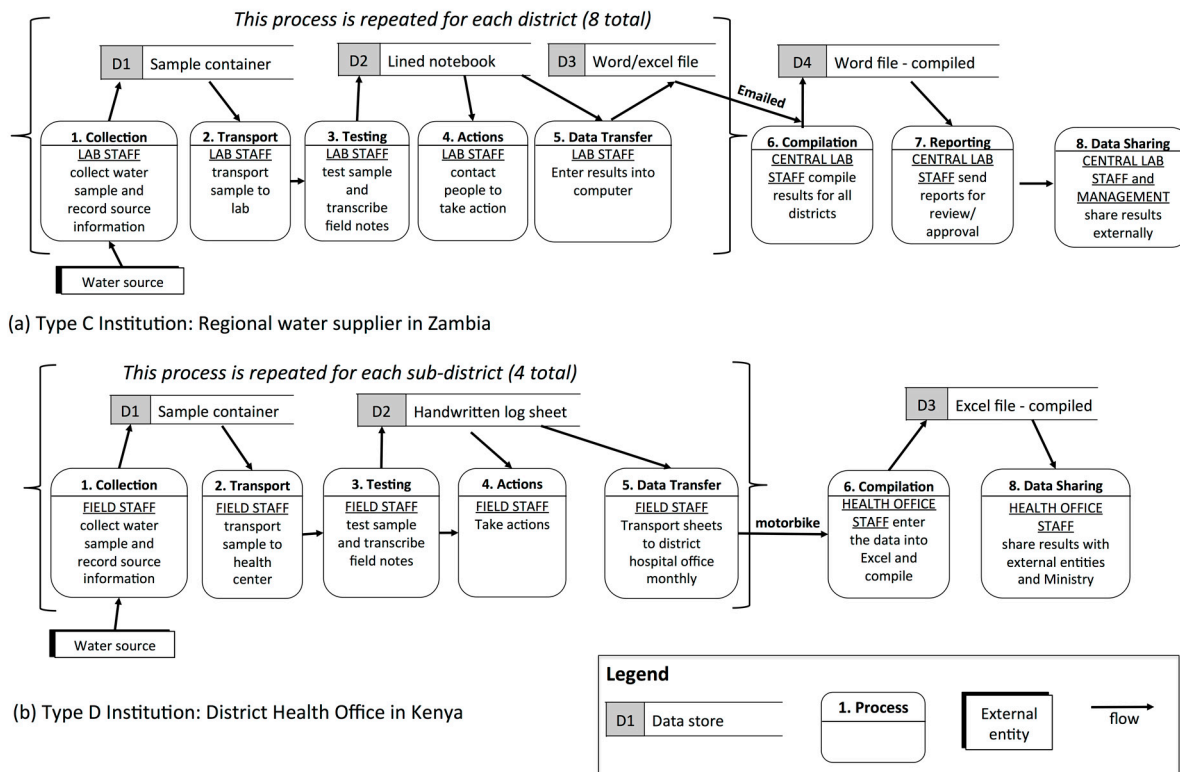 This process is repeated for each district (8 total)
D1 Sample container
D2 Lined notebook
D3 Word/excel file
D4 Word file - compiled
Emailed
1. Collection
LAB STAFF
collect water
sample and
record source
information
2. Transport
LAB STAFF
transport
sample to
lab
3. Testing
LAB STAFF
test sample
and
transcribe
field notes
4. Actions
LAB STAFF
contact
people to
take action
5. Data Transfer
LAB STAFF
Enter results into
computer
6. Compilation
CENTRAL LAB
STAFF compile
results for all
districts
7. Reporting
CENTRAL LAB
STAFF send
reports for
review/
approval
8. Data Sharing
CENTRAL LAB
STAFF and
MANAGEMENT
share results
externally
Water source
(a) Type C Institution: Regional water supplier in Zambia
This process is repeated for each sub-district (4 total)
D1 Sample container
D2 Handwritten log sheet
D3 Excel file - compiled
1. Collection
FIELD STAFF
collect water
sample and
record source
information
2. Transport
FIELD STAFF
transport
sample to
health
center
3. Testing
FIELD STAFF
test sample
and transcribe
field notes
4. Actions
FIELD STAFF
Take actions
5. Data Transfer
FIELD STAFF
Transport sheets
to district
hospital office
monthly
motorbike
6. Compilation
HEALTH OFFICE
STAFF enter
the data into
Excel and
compile
8. Data Sharing
HEALTH OFFICE
STAFF
share results with
external entities
and Ministry
Water source
(b) Type D Institution: District Health Office in Kenya
Legend
D1 Data store
1. Process
External
entity
flow